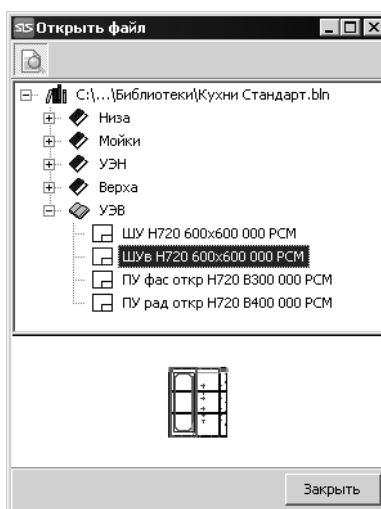 SLS Открыть файл
C:\...\Библиотеки\Кухни Стандарт.bln
Низа
Мойки
УЭН
Верха
УЭВ
ШУ Н720 600х600 000 РСМ
ШУв Н720 600х600 000 РСМ
ПУ фас откр Н720 В300 000 РСМ
ПУ рад откр Н720 В400 000 РСМ
Закрыть